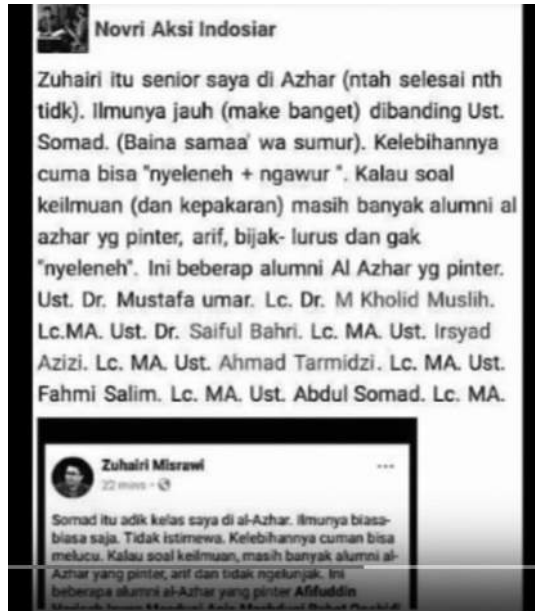 Novri Aksi Indosiar
Zuhairi itu senior saya di Azhar (ntah selesai nth
tidk). Ilmunya jauh (make banget) dibanding Ust.
Somad. (Baina samaa' wa sumur). Kelebihannya
cuma bisa "nyeleneh + ngawur ". Kalau soal
keilmuan (dan kepakaran) masih banyak alumni al
azhar yg pinter, arif, bijak- lurus dan gak
"nyeleneh". Ini beberap alumni Al Azhar yg pinter.
Ust. Dr. Mustafa umar. Lc. Dr. M Kholid Muslih.
Lc.MA. Ust. Dr. Saiful Bahri. Lc. MA. Ust. Irsyad
Azizi. Lc. MA. Ust. Ahmad Tarmidzi. Lc. MA. Ust.
Fahmi Salim. Lc. MA. Ust. Abdul Somad. Lc. MA.
Zuhairi Misrawi
22 mins
Somad itu adik kelas saya di al-Azhar. Ilmunya biasa-
biasa saja. Tidak istimewa. Kelebihannya cuman bisa
melucu. Kalau soal keilmuan, masih banyak alumni al-
Azhar yang pinter, arif dan tidak ngelunjak. Ini
beberapa alumni al-Azhar yang pinter Afifuddin